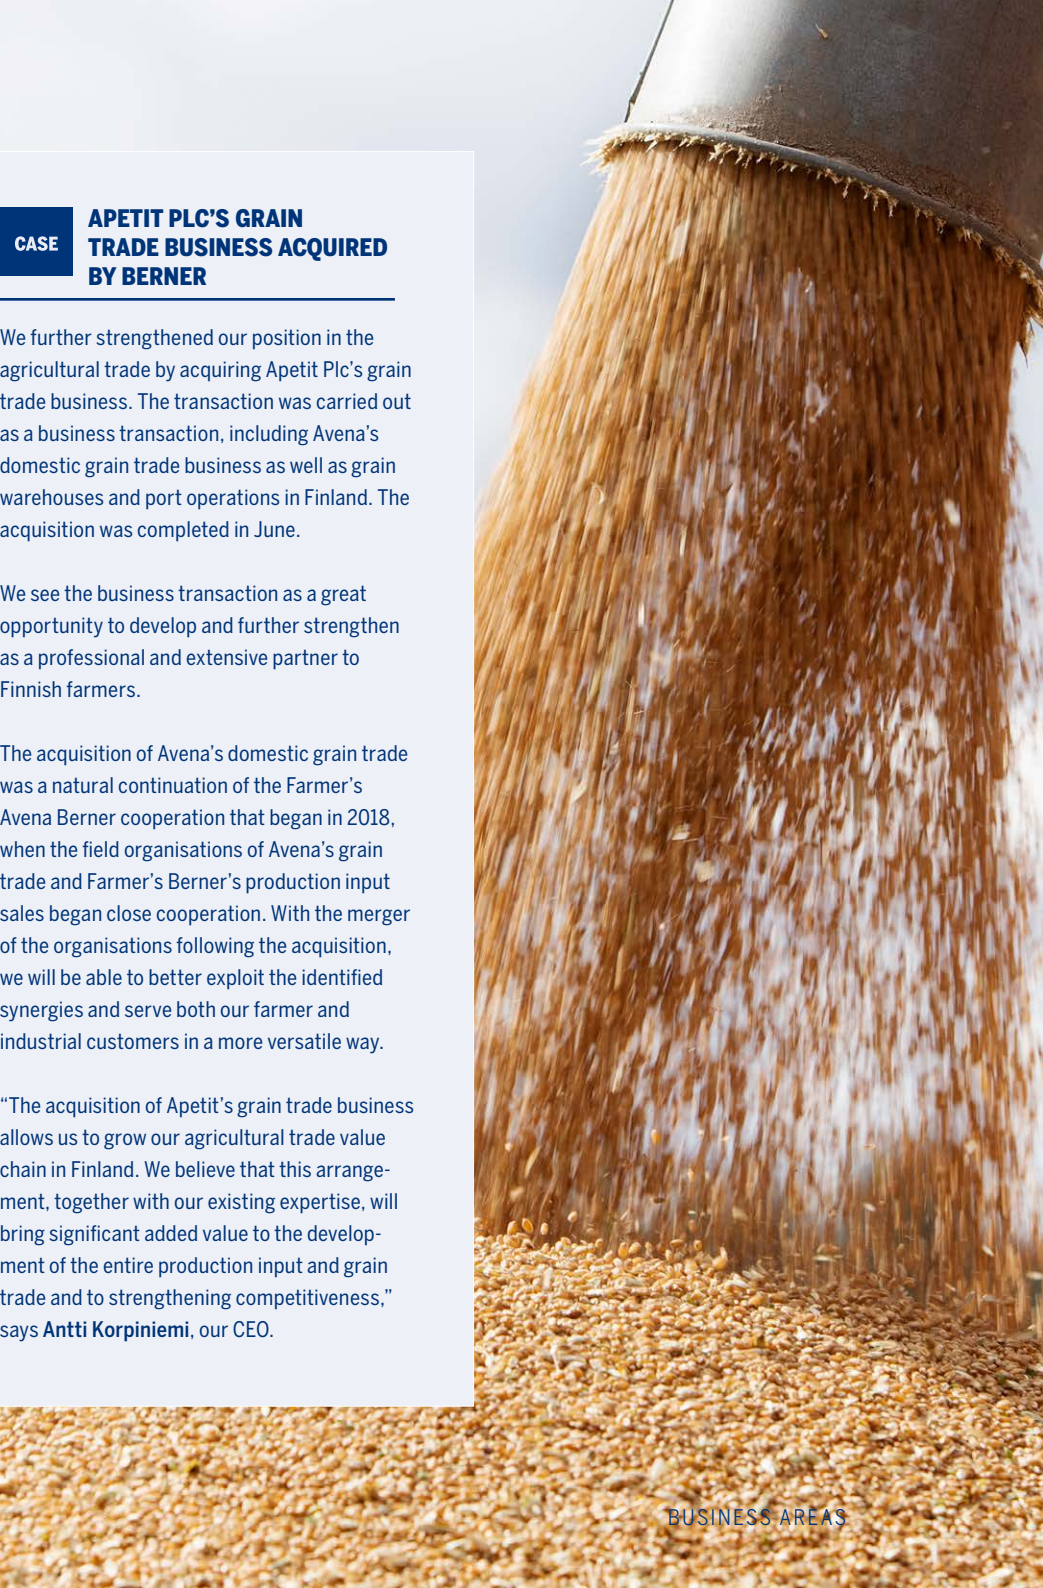 CASE
APETIT PLC’S GRAIN
TRADE BUSINESS ACQUIRED
BY BERNER
We further strengthened our position in the
agricultural trade by acquiring Apetit Plc’s grain
trade business. The transaction was carried out
as a business transaction, including Avena’s
domestic grain trade business as well as grain
warehouses and port operations in Finland. The
acquisition was completed in June.
We see the business transaction as a great
opportunity to develop and further strengthen
as a professional and extensive partner to
Finnish farmers.
The acquisition of Avena’s domestic grain trade
was a natural continuation of the Farmer’s
Avena Berner cooperation that began in 2018,
when the field organisations of Avena’s grain
trade and Farmer’s Berner’s production input
sales began close cooperation. With the merger
of the organisations following the acquisition,
we will be able to better exploit the identified
synergies and serve both our farmer and
industrial customers in a more versatile way.
“The acquisition of Apetit’s grain trade business
allows us to grow our agricultural trade value
chain in Finland. We believe that this arrange-
ment, together with our existing expertise, will
bring significant added value to the develop-
ment of the entire production input and grain
trade and to strengthening competitiveness,”
says Antti Korpiniemi, our CEO.
BUSINESS AREAS